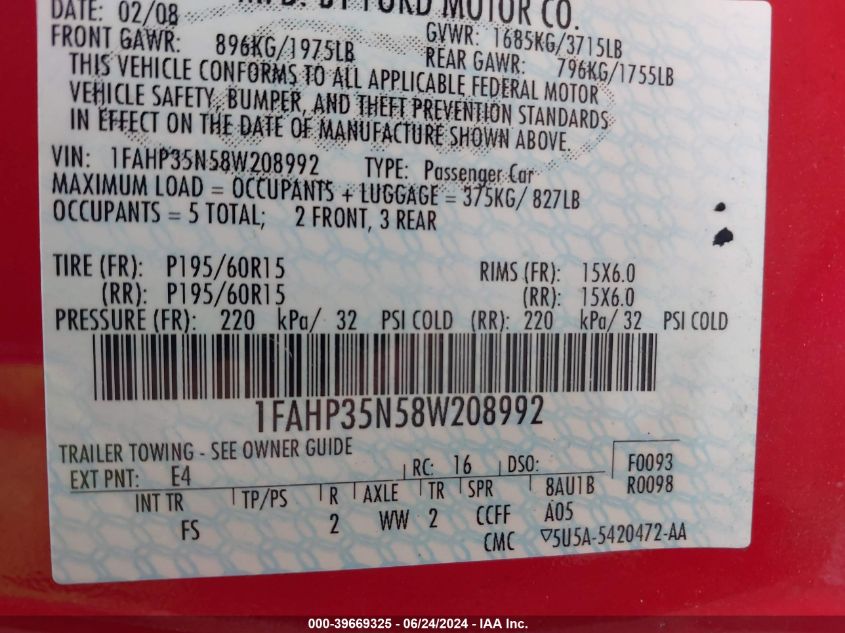 DATE: 02/08
MFD. BY FORD MOTOR CO.
FRONT GAWR: 896KG/1975LB
GVWR: 1685KG/3715LB
REAR GAWR: 796KG/1755LB
THIS VEHICLE CONFORMS TO ALL APPLICABLE FEDERAL MOTOR
VEHICLE SAFETY, BUMPER, AND THEFT PREVENTION STANDARDS
IN EFFECT ON THE DATE OF MANUFACTURE SHOWN ABOVE.
VIN: 1FAHP35N58W208992 TYPE: Passenger Car
MAXIMUM LOAD = OCCUPANTS + LUGGAGE = 375KG/ 827LB
OCCUPANTS = 5 TOTAL; 2 FRONT, 3 REAR
TIRE (FR): P195/60R15 RIMS (FR): 15X6.0
(RR): P195/60R15 (RR): 15X6.0
PRESSURE (FR): 220 kPa/ 32 PSI COLD (RR): 220 kPa/ 32 PSI COLD
1FAHP35N58W208992
TRAILER TOWING - SEE OWNER GUIDE
EXT PNT: E4 RC: 16 DSO: F0093
INT TR TP/PS R AXLE TR SPR 8AU1B R0098
FS 2 WW 2 CCFF A05
CMC ▽5U5A-5420472-AA
000-39669325 - 06/24/2024 - IAA Inc.